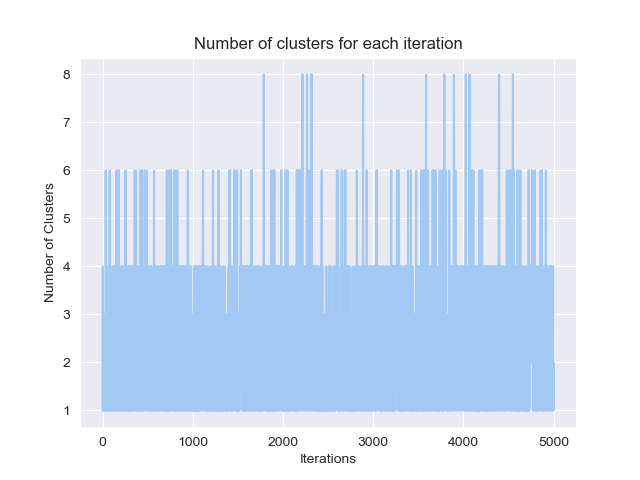 Number of clusters for each iteration
8
7
6
5
4
3
2
1
Number of Clusters
0 1000 2000 3000 4000 5000
Iterations